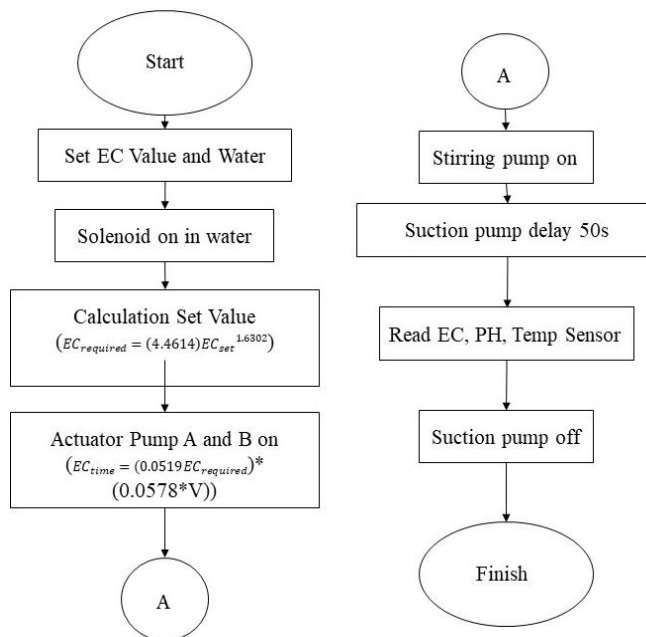 Start
Set EC Value and Water
Solenoid on in water
Calculation Set Value
(EC_required = (4.4614)EC_set^1.6302)
Actuator Pump A and B on
(EC_time = (0.0519 EC_required)*
(0.0578*V))
A
A
Stirring pump on
Suction pump delay 50s
Read EC, PH, Temp Sensor
Suction pump off
Finish